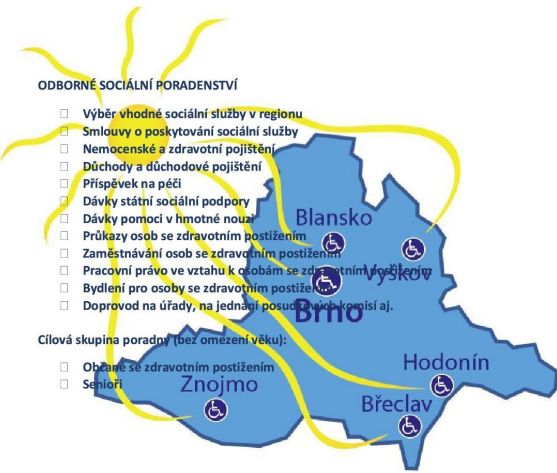 ODBORNÉ SOCIÁLNÍ PORADENSTVÍ
Výběr vhodné sociální služby v regionu
Smlouvy o poskytování sociální služby
Nemocenské a zdravotní pojištění
Důchody a důchodové pojištění
Příspěvek na péči
Dávky státní sociální podpory
Dávky pomoci v hmotné nouzi
Průkazy osob se zdravotním postižením
Zaměstnávání osob se zdravotním postižením
Pracovní právo ve vztahu k osobám se zdravotním postižením
Bydlení pro osoby se zdravotním postižením
Doprovod na úřady, na jednání posudkových komisí aj.
Cílová skupina poradny (bez omezení věku):
Občané se zdravotním postižením
Senioři
Blansko
Vyškov
Brno
Hodonín
Znojmo
Břeclav